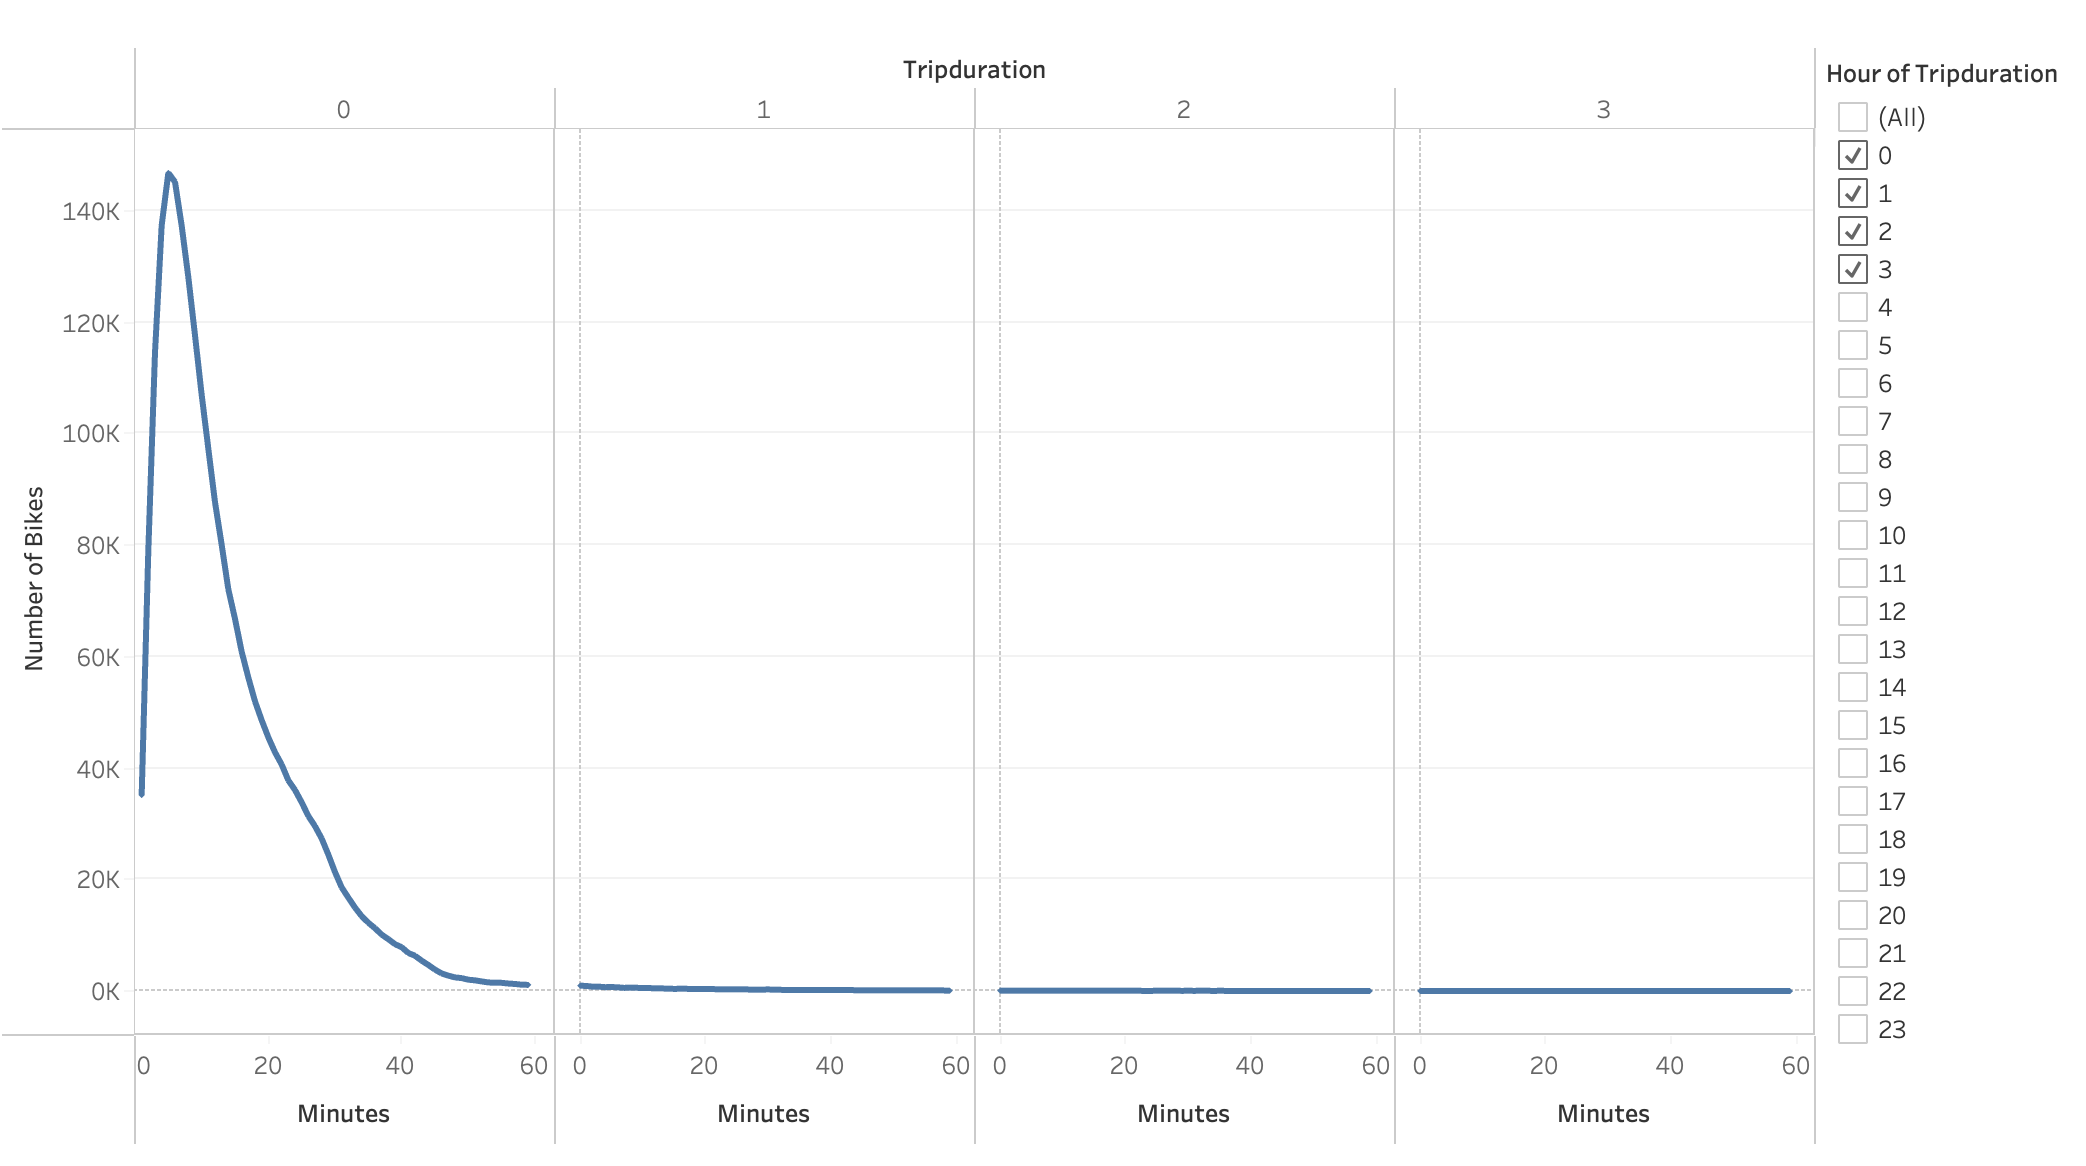 Tripduration
0 1 2 3
140K
120K
100K
80K
60K
40K
20K
0K
Number of Bikes
0 20 40 60 0 20 40 60 0 20 40 60 0 20 40 60
Minutes Minutes Minutes Minutes
Hour of Tripduration
(All)
0
1
2
3
4
5
6
7
8
9
10
11
12
13
14
15
16
17
18
19
20
21
22
23